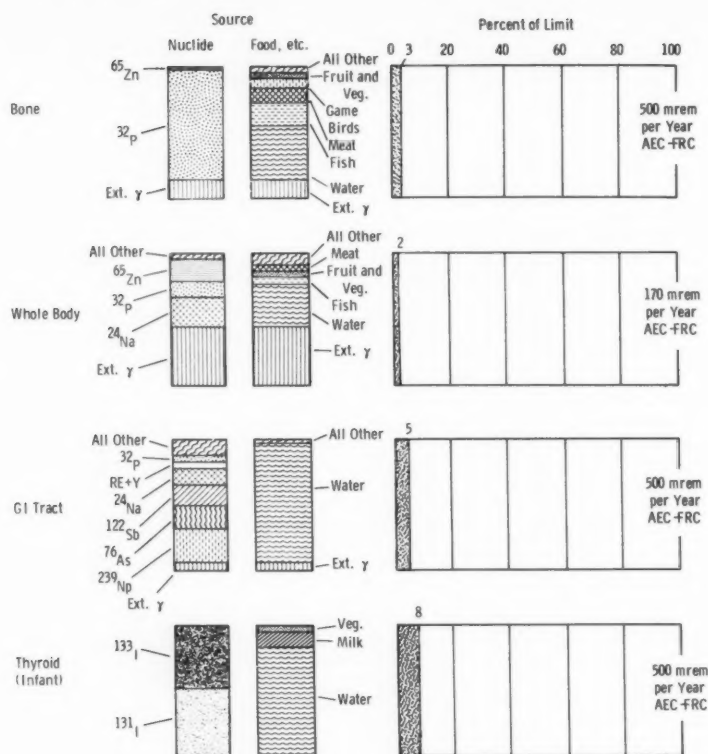 Source
Percent of Limit
Nuclide
Food, etc.
0 3 20 40 60 80 100
Bone
65Zn
32P
Ext. γ
All Other
Fruit and
Veg.
Game
Birds
Meat
Fish
Water
Ext. γ
500 mrem
per Year
AEC-FRC
Whole Body
All Other
65Zn
32P
24Na
Ext. γ
All Other
Meat
Fruit and
Veg.
Fish
Water
Ext. γ
2
170 mrem
per Year
AEC-FRC
GI Tract
All Other
32P
RE+Y
24Na
122Sb
76As
239Np
Ext. γ
All Other
Water
Ext. γ
5
500 mrem
per Year
AEC-FRC
Thyroid
(Infant)
133I
131I
Veg.
Milk
Water
8
500 mrem
per Year
AEC-FRC